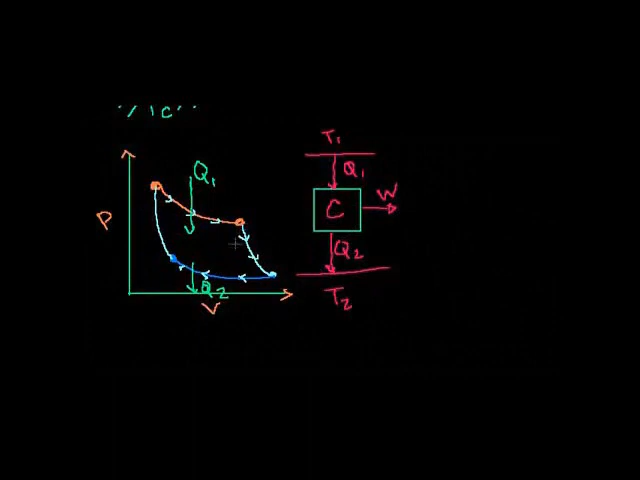 T₁
Q₁
Q₁
P
C
W
Q₂
Q₂
V
T₂